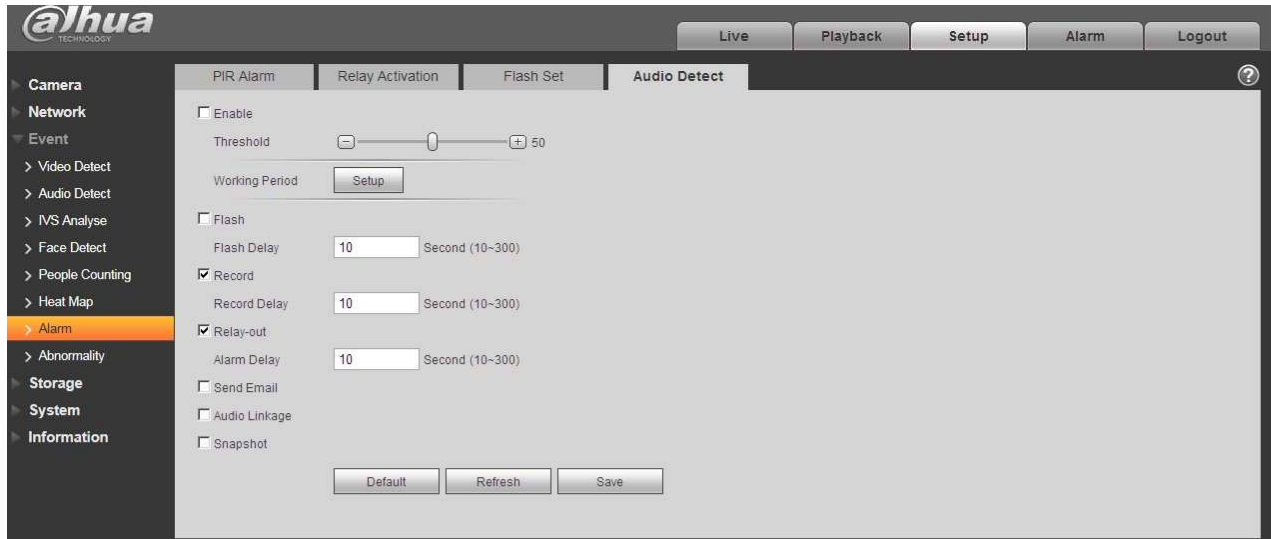 alhua
TECHNOLOGY
Live Playback Setup Alarm Logout
PIR Alarm Relay Activation Flash Set Audio Detect ?
Camera
Network
Event
> Video Detect
> Audio Detect
> IVS Analyse
> Face Detect
> People Counting
> Heat Map
> Alarm
> Abnormality
Storage
System
Information
Enable
Threshold - + 50
Working Period Setup
Flash
Flash Delay 10 Second (10~300)
Record
Record Delay 10 Second (10~300)
Relay-out
Alarm Delay 10 Second (10~300)
Send Email
Audio Linkage
Snapshot
Default Refresh Save